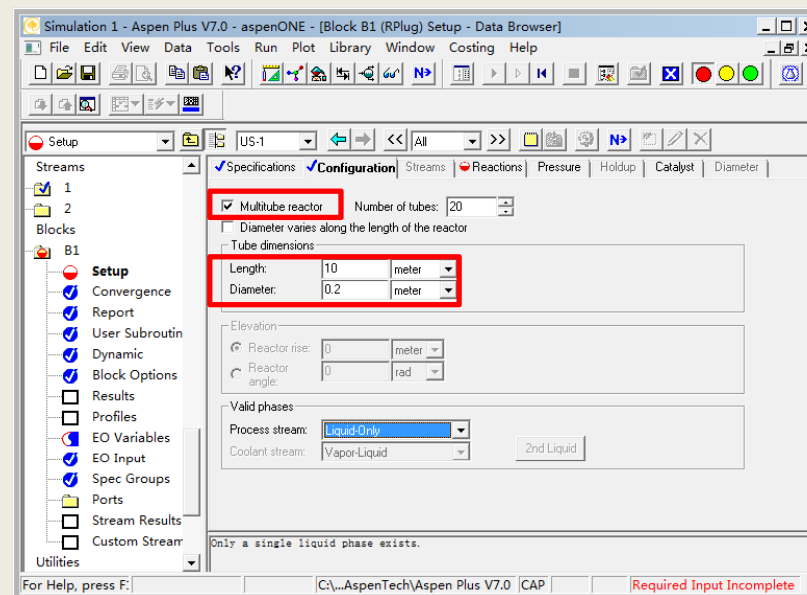 Simulation 1 - Aspen Plus V7.0 - aspenONE - [Block B1 (RPlug) Setup - Data Browser]
File Edit View Data Tools Run Plot Library Window Costing Help
N>
Setup US-1 << All >> N>
Streams
1
2
Blocks
B1
Setup
Convergence
Report
User Subroutin
Dynamic
Block Options
Results
Profiles
EO Variables
EO Input
Spec Groups
Ports
Stream Results
Custom Stream
Utilities
Specifications Configuration Streams Reactions Pressure Holdup Catalyst Diameter
Multitube reactor Number of tubes: 20
Diameter varies along the length of the reactor
Tube dimensions
Length: 10 meter
Diameter: 0.2 meter
Elevation
Reactor rise: 0 meter
Reactor angle: 0 rad
Valid phases
Process stream: Liquid-Only
Coolant stream: Vapor-Liquid
2nd Liquid
Only a single liquid phase exists.
For Help, press F: C:\...AspenTech\Aspen Plus V7.0 CAP Required Input Incomplete